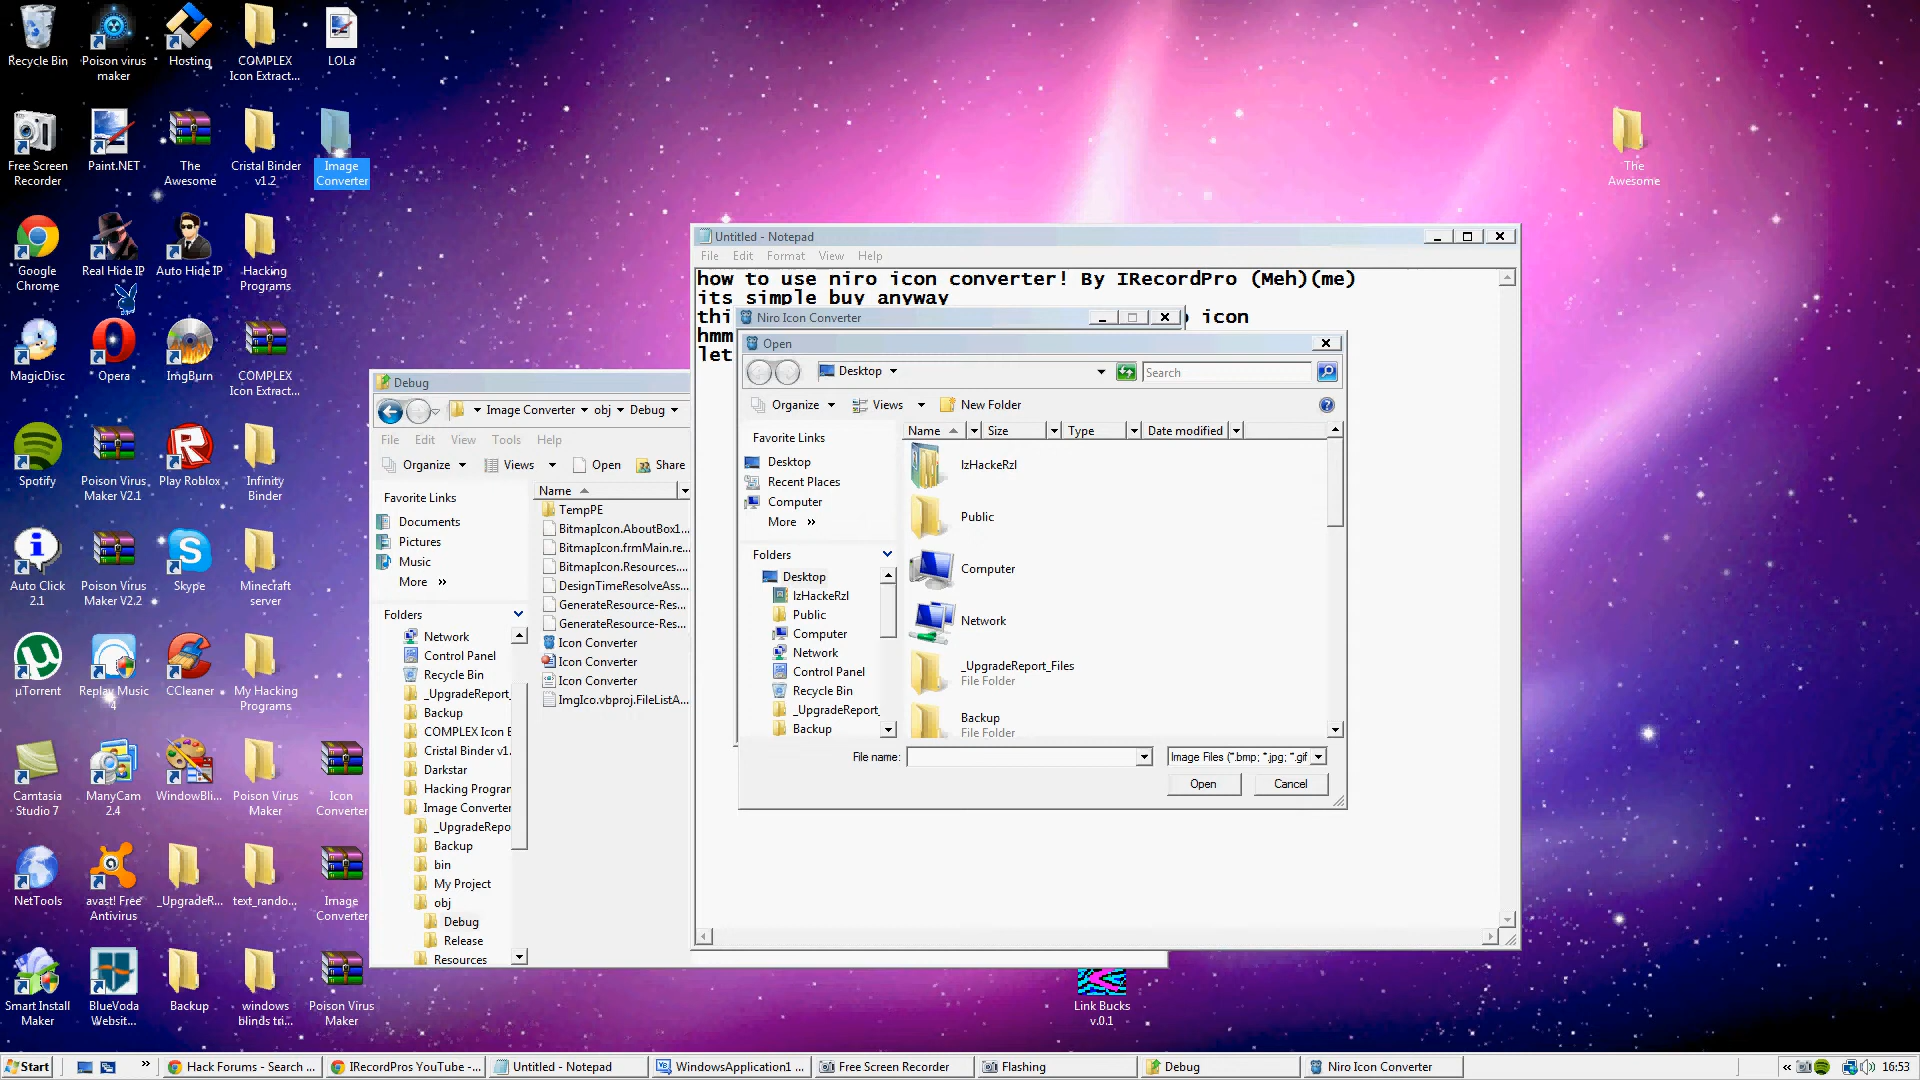 Recycle Bin
Poison virus maker
Hosting
COMPLEX Icon Extract...
LOLa
Free Screen Recorder
Paint.NET
The Awesome
Cristal Binder v1.2
Image Converter
The Awesome
Google Chrome
Real Hide IP
Auto Hide IP
Hacking Programs
MagicDisc
Opera
ImgBurn
COMPLEX Icon Extract...
Spotify
Poison Virus Maker V2.1
Play Roblox
Infinity Binder
Auto Click 2.1
Poison Virus Maker V2.2
Skype
Minecraft server
µTorrent
Replay Music 4
CCleaner
My Hacking Programs
Camtasia Studio 7
ManyCam 2.4
WindowBli...
Poison Virus Maker
Icon Converter
NetTools
avast! Free Antivirus
_UpgradeR...
text_rando...
Image Converter
Smart Install Maker
BlueVoda Websit...
Backup
windows blinds tri...
Poison Virus Maker
Link Bucks v.0.1
Untitled - Notepad
File Edit Format View Help
how to use niro icon converter! By IRecordPro (Meh)(me)
its simple buy anyway
thi
icon
hmm
let
Niro Icon Converter
Open
Desktop
Search
Organize Views New Folder
Favorite Links
Desktop
Recent Places
Computer
More »
Folders
Desktop
IzHackeRzI
Public
Computer
Network
Control Panel
Recycle Bin
_UpgradeReport_
Backup
Name Size Type Date modified
IzHackeRzI
Public
Computer
Network
_UpgradeReport_Files
File Folder
Backup
File Folder
File name:
Image Files (*.bmp; *.jpg; *.gif
Open Cancel
Debug
Image Converter obj Debug
File Edit View Tools Help
Organize Views Open Share
Favorite Links
Documents
Pictures
Music
More »
Folders
Network
Control Panel
Recycle Bin
_UpgradeReport_
Backup
COMPLEX Icon E
Cristal Binder v1.
Darkstar
Hacking Program
Image Converter
_UpgradeRepo
Backup
bin
My Project
obj
Debug
Release
Resources
Name
TempPE
BitmapIcon.AboutBox1...
BitmapIcon.frmMain.re...
BitmapIcon.Resources....
DesignTimeResolveAss...
GenerateResource-Res...
GenerateResource-Res...
Icon Converter
Icon Converter
Icon Converter
ImgIco.vbproj.FileListA...
Start
»
Hack Forums - Search ...
IRecordPros YouTube -...
Untitled - Notepad
WindowsApplication1 ...
Free Screen Recorder
Flashing
Debug
Niro Icon Converter
«
16:53